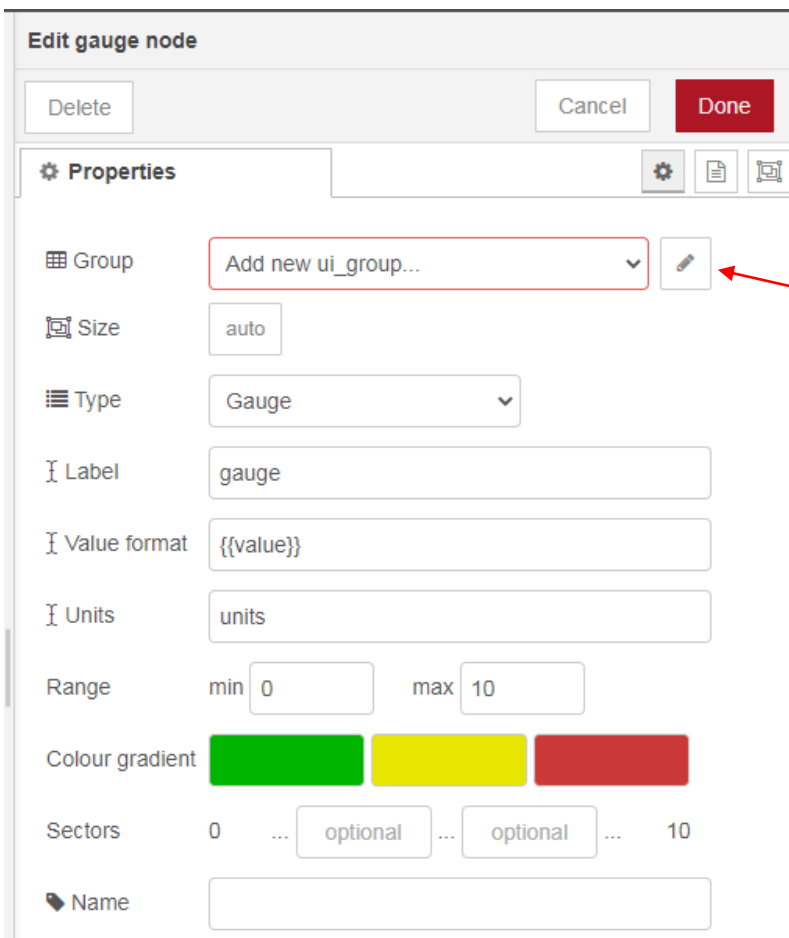 Edit gauge node
Delete Cancel Done
Properties
Group Add new ui_group...
Size auto
Type Gauge
Label gauge
Value format {{value}}
Units units
Range min 0 max 10
Colour gradient
Sectors 0 ... optional ... optional ... 10
Name